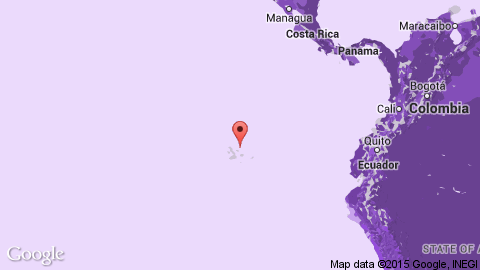 Managua
Costa Rica
Maracaibo
Panama
Bogotá
Cali
Colombia
Quito
Ecuador
STATE OF A
Google
Map data ©2015 Google, INEGI